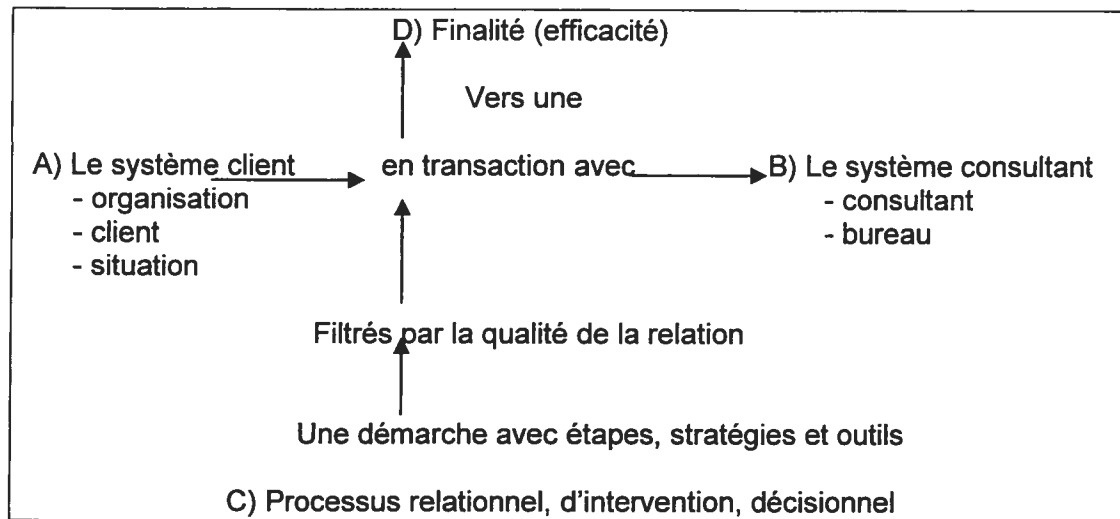 D) Finalité (efficacité)
Vers une
A) Le système client en transaction avec B) Le système consultant
- organisation - consultant
- client - bureau
- situation
Filtrés par la qualité de la relation
Une démarche avec étapes, stratégies et outils
C) Processus relationnel, d'intervention, décisionnel